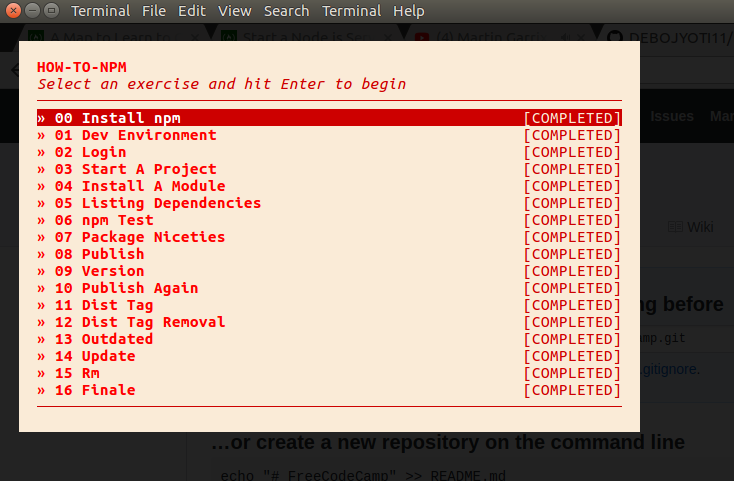 Terminal File Edit View Search Terminal Help
A Map to Learn to
Start a Node Js Se
(4) Martin Garri
DEBOJYOTI11/
HOW-TO-NPM
Select an exercise and hit Enter to begin
» 00 Install npm [COMPLETED]
Issues Mar
» 01 Dev Environment [COMPLETED]
» 02 Login [COMPLETED]
» 03 Start A Project [COMPLETED]
» 04 Install A Module [COMPLETED]
» 05 Listing Dependencies [COMPLETED]
» 06 npm Test [COMPLETED]
Wiki
» 07 Package Niceties [COMPLETED]
» 08 Publish [COMPLETED]
» 09 Version [COMPLETED]
» 10 Publish Again [COMPLETED]
» 11 Dist Tag [COMPLETED]
ng before
» 12 Dist Tag Removal [COMPLETED]
» 13 Outdated [COMPLETED]
mp.git
» 14 Update [COMPLETED]
» 15 Rm [COMPLETED]
.gitignore.
» 16 Finale [COMPLETED]
…or create a new repository on the command line
echo "# FreeCodeCamp" >> README.md